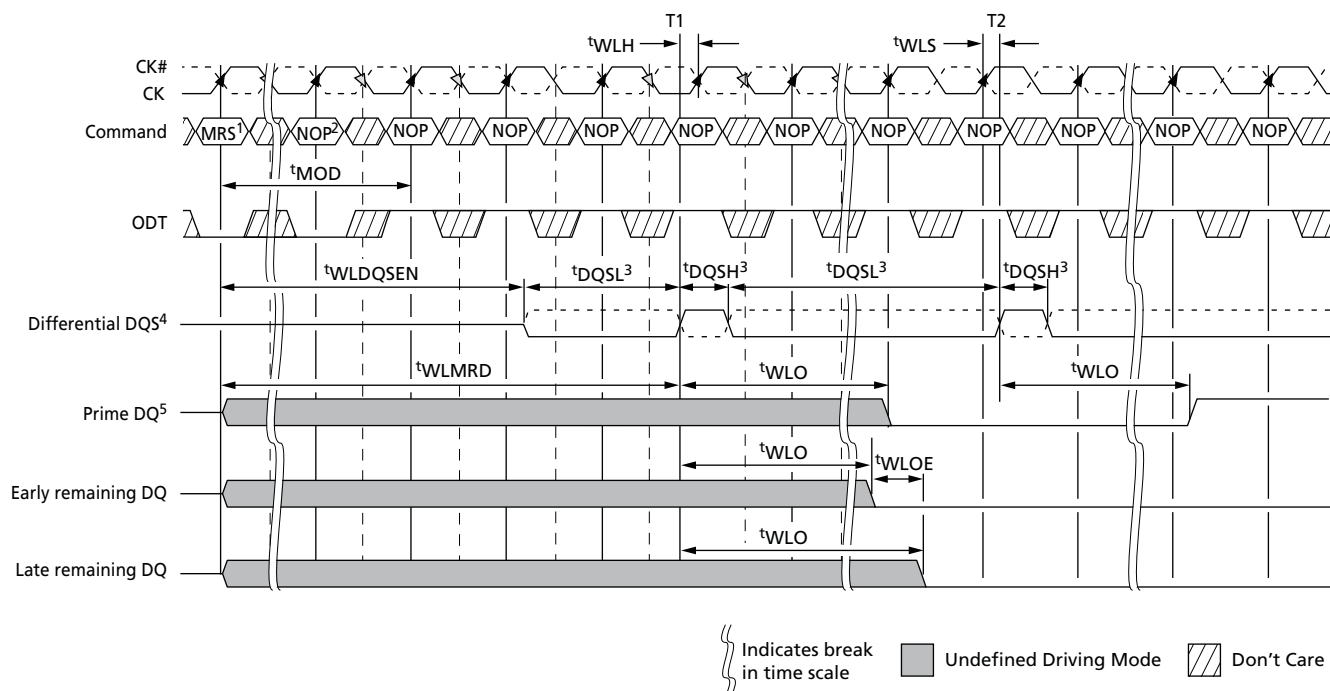 T1 T2
tWLH tWLS
CK#
CK
Command MRS1 NOP2 NOP NOP NOP NOP NOP NOP NOP NOP NOP NOP
tMOD
ODT
tWLDQSEN tDQSL3 tDQSH3 tDQSL3 tDQSH3
Differential DQS4
tWLMRD tWLO tWLO
Prime DQ5
tWLO tWLOE
Early remaining DQ
tWLO
Late remaining DQ
Indicates break
in time scale
Undefined Driving Mode
Don't Care